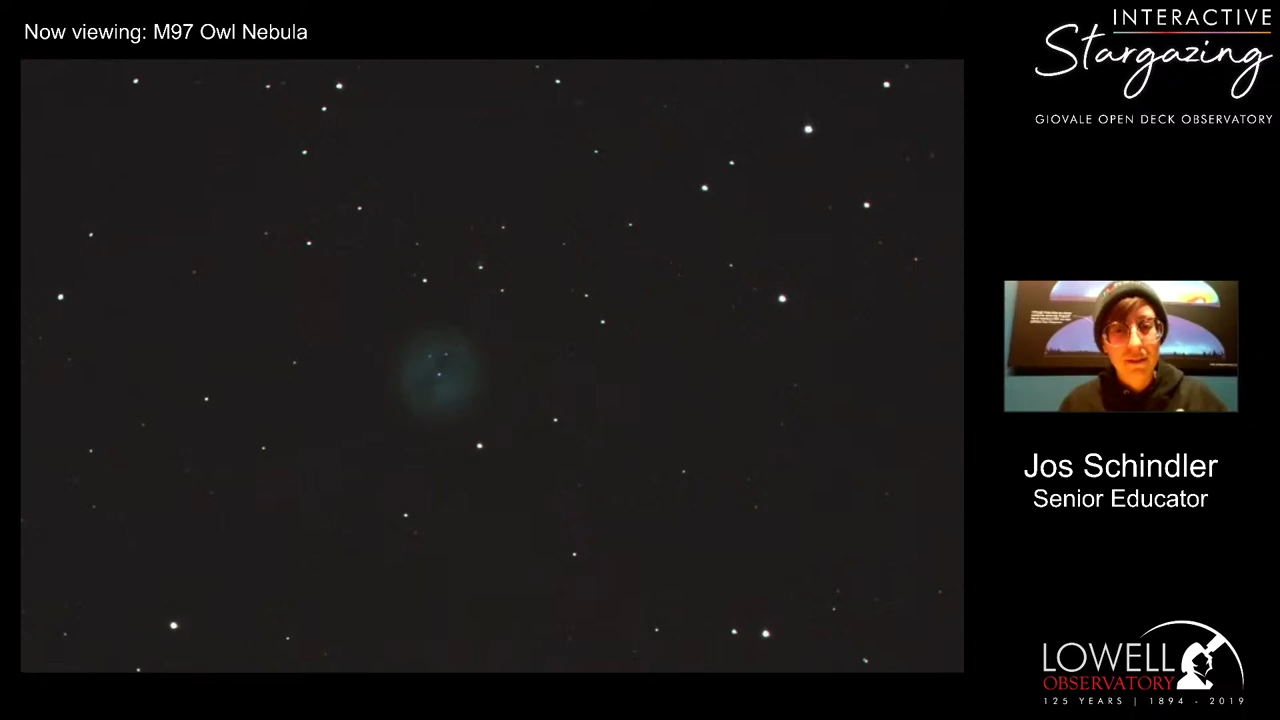 Now viewing: M97 Owl Nebula
INTERACTIVE
Stargazing
GIOVALE OPEN DECK OBSERVATORY
Jos Schindler
Senior Educator
LOWELL
OBSERVATORY
125 YEARS | 1894 - 2019